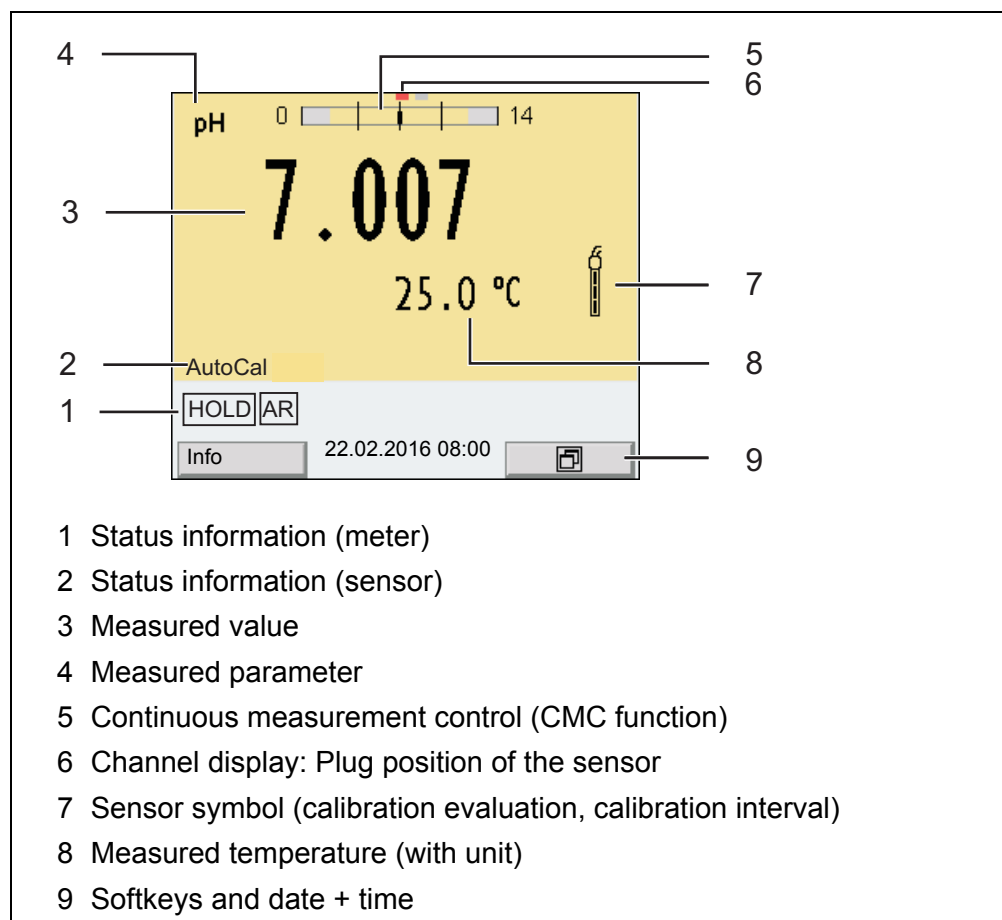 4
5
6
pH 0 14
3
7.007
25.0 °C
7
2
AutoCal
8
1
HOLD AR
Info 22.02.2016 08:00
9
1 Status information (meter)
2 Status information (sensor)
3 Measured value
4 Measured parameter
5 Continuous measurement control (CMC function)
6 Channel display: Plug position of the sensor
7 Sensor symbol (calibration evaluation, calibration interval)
8 Measured temperature (with unit)
9 Softkeys and date + time